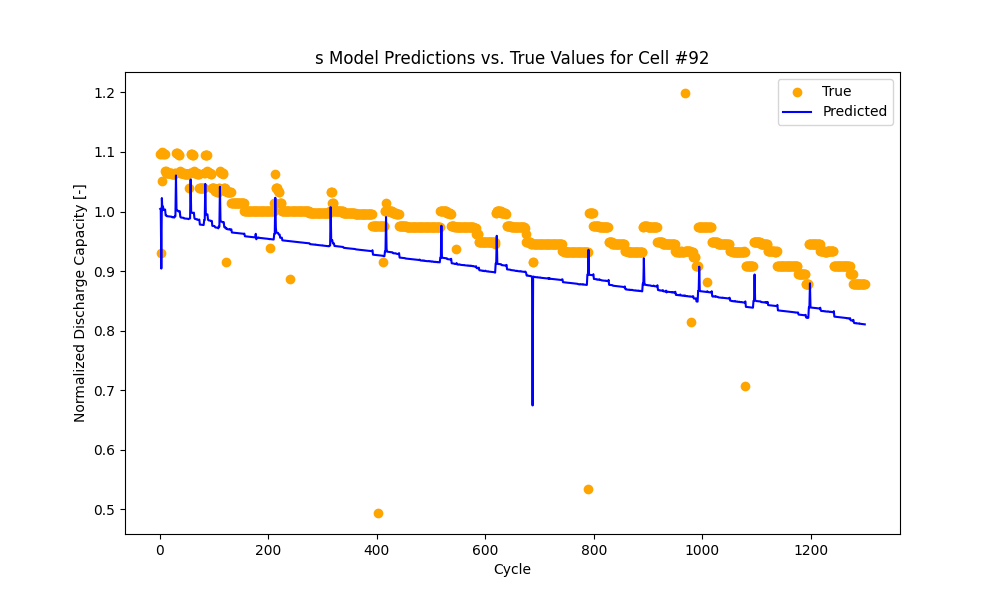 s Model Predictions vs. True Values for Cell #92
True
Predicted
Normalized Discharge Capacity [-]
1.2
1.1
1.0
0.9
0.8
0.7
0.6
0.5
0 200 400 600 800 1000 1200
Cycle